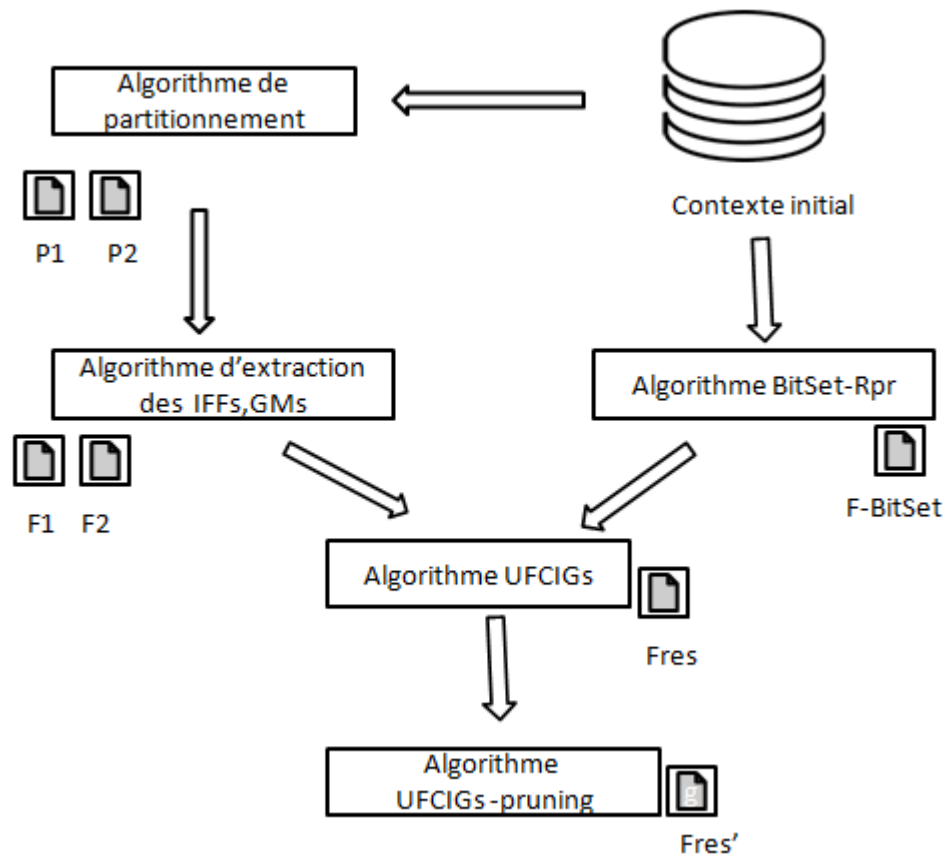 Algorithme de
partitionnement
Contexte initial
P1
P2
Algorithme d'extraction
des IFFs,GMs
Algorithme BitSet-Rpr
F1
F2
F-BitSet
Algorithme UFCIGs
Fres
Algorithme
UFCIGs -pruning
g
Fres’